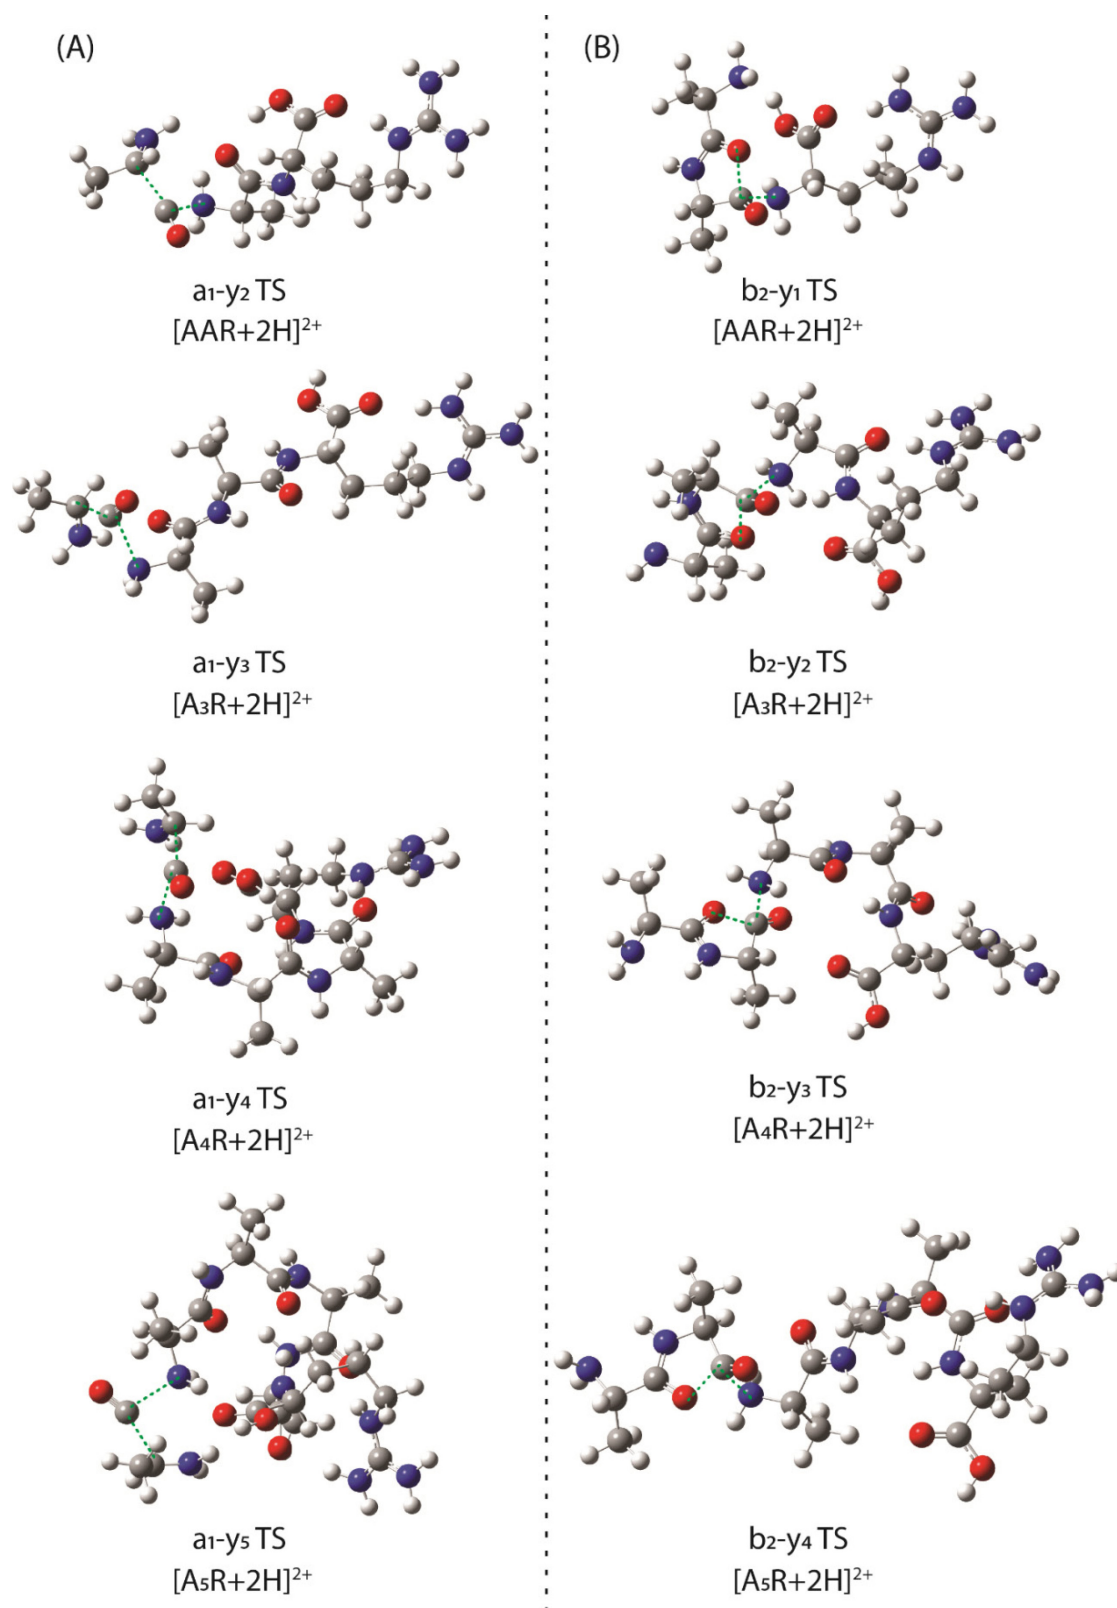 (A)
a₁-y₂ TS
[AAR+2H]²⁺
a₁-y₃ TS
[A₃R+2H]²⁺
a₁-y₄ TS
[A₄R+2H]²⁺
a₁-y₅ TS
[A₅R+2H]²⁺
(B)
b₂-y₁ TS
[AAR+2H]²⁺
b₂-y₂ TS
[A₃R+2H]²⁺
b₂-y₃ TS
[A₄R+2H]²⁺
b₂-y₄ TS
[A₅R+2H]²⁺